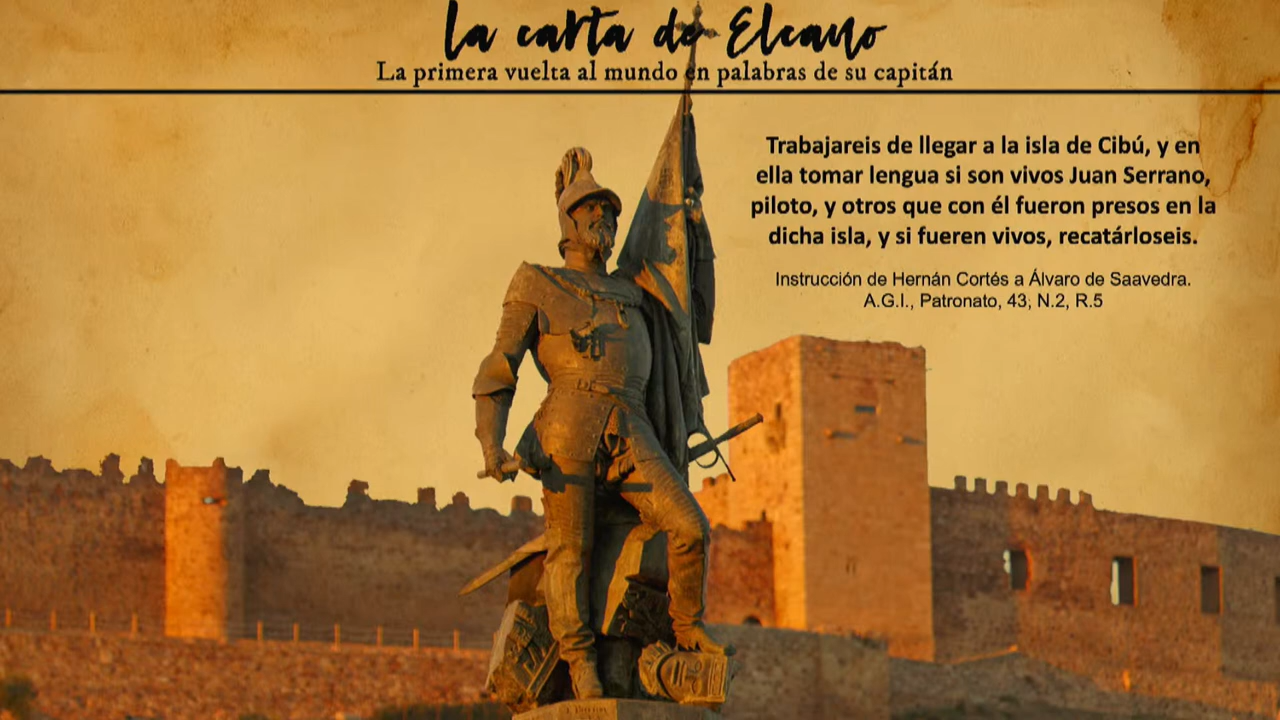 La carta de Elcano
La primera vuelta al mundo en palabras de su capitán
Trabajareis de llegar a la isla de Cibú, y en
ella tomar lengua si son vivos Juan Serrano,
piloto, y otros que con él fueron presos en la
dicha isla, y si fueren vivos, recatárloseis.
Instrucción de Hernán Cortés a Álvaro de Saavedra.
A.G.I., Patronato, 43, N.2, R.5